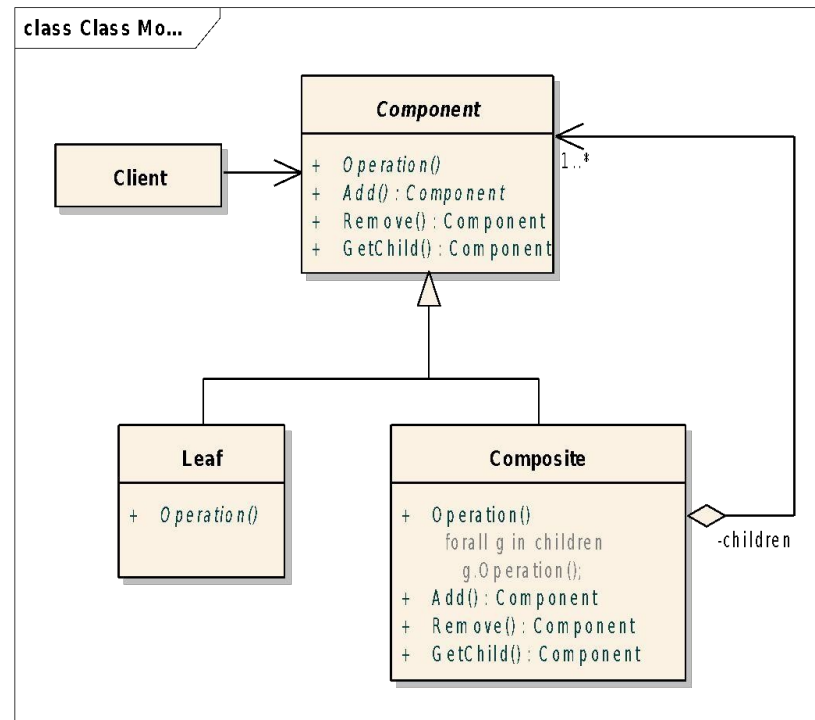 class Class Mo...
Component
+ Operation()
+ Add() : Component
+ Remove() : Component
+ GetChild() : Component
Client
1..*
Leaf
+ Operation()
Composite
+ Operation()
forall g in children
g.Operation();
+ Add() : Component
+ Remove() : Component
+ GetChild() : Component
-children